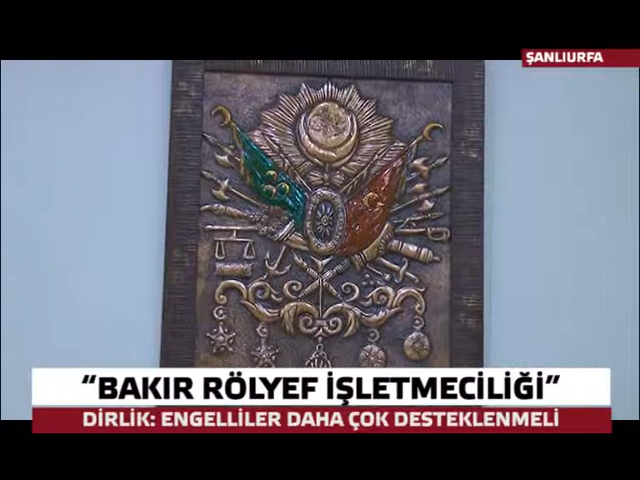 ŞANLIURFA
“BAKIR RÖLYEF İŞLETMECİLİĞİ”
DİRLİK: ENGELLİLER DAHA ÇOK DESTEKLENMELİ